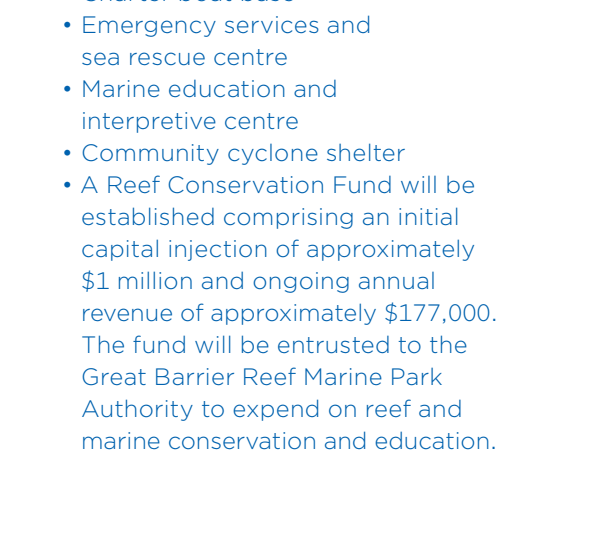 • Emergency services and
sea rescue centre
• Marine education and
interpretive centre
• Community cyclone shelter
• A Reef Conservation Fund will be
established comprising an initial
capital injection of approximately
$1 million and ongoing annual
revenue of approximately $177,000.
The fund will be entrusted to the
Great Barrier Reef Marine Park
Authority to expend on reef and
marine conservation and education.